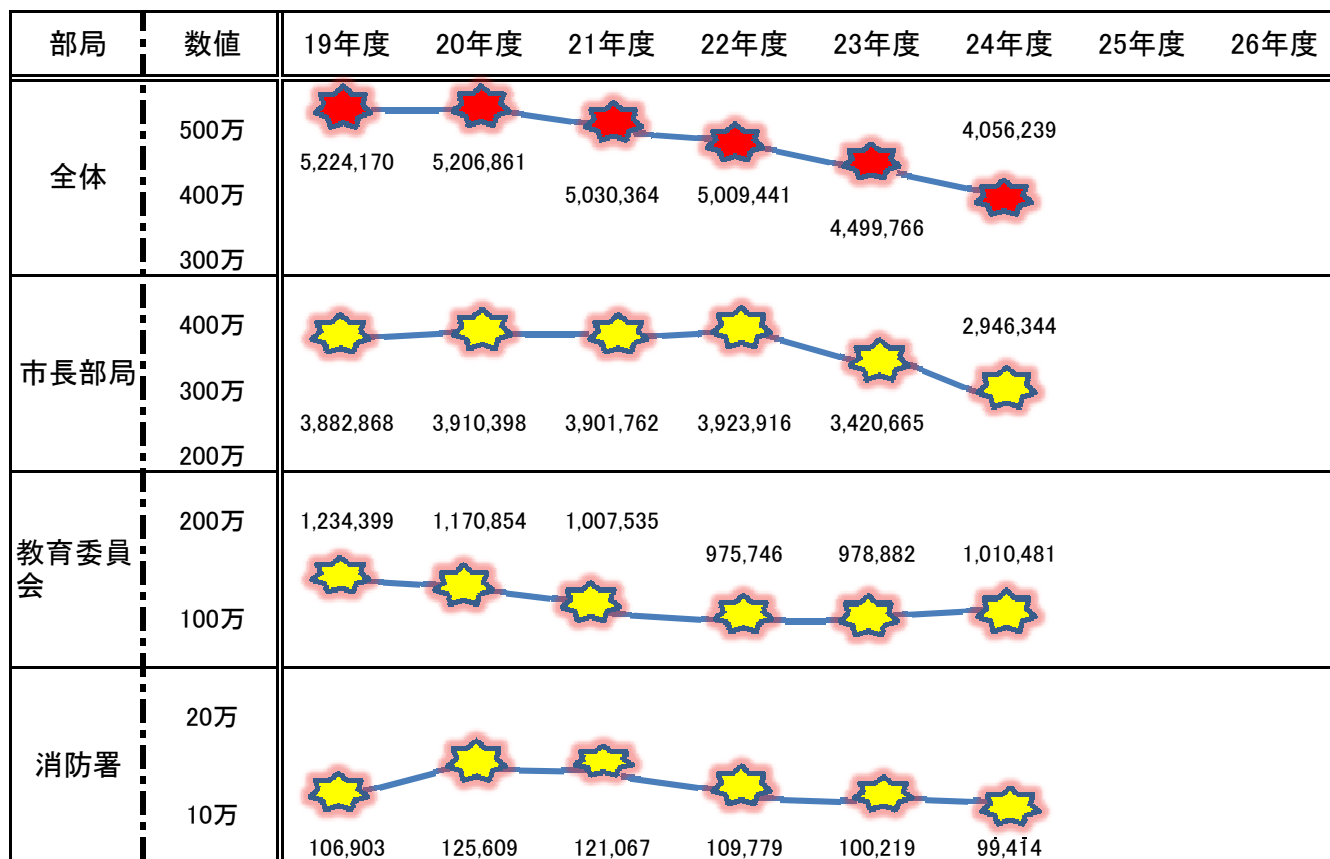 部局 数値 19年度 20年度 21年度 22年度 23年度 24年度 25年度 26年度
全体
500万
400万
300万
5,224,170 5,206,861 5,030,364 5,009,441 4,499,766 4,056,239
市長部局
400万
300万
200万
3,882,868 3,910,398 3,901,762 3,923,916 3,420,665 2,946,344
教育委員
会
200万
100万
1,234,399 1,170,854 1,007,535 975,746 978,882 1,010,481
消防署
20万
10万
106,903 125,609 121,067 109,779 100,219 99,414